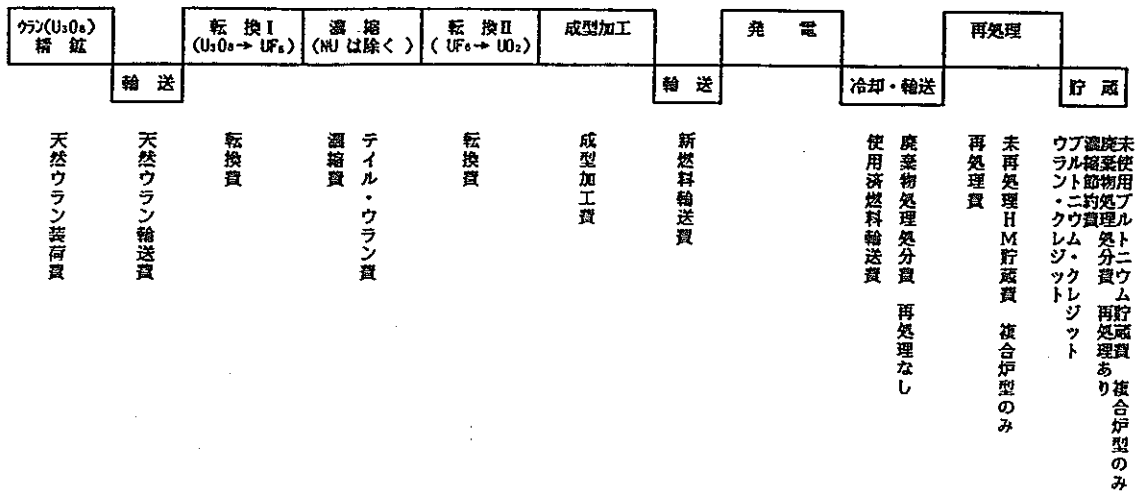 ウラン(U₃O₈)
精 鉱
輸 送
転 換Ⅰ
(U₃O₈→ UF₆)
濃 縮
(NU は除く )
転 換Ⅱ
( UF₆→ UO₂)
成型加工
輸 送
発 電
冷却・輸送
再処理
貯 蔵
天然ウラン装荷費
天然ウラン輸送費
転換費
濃縮費
テイル・ウラン費
転換費
成型加工費
新燃料輸送費
使用済燃料輸送費
廃棄物処理処分費 再処理なし
再処理費
未再処理HM貯蔵費 複合炉型のみ
ウラン・クレジット
プルトニウム・クレジット
濃縮節約費
廃棄物処理処分費 再処理あり
未使用プルトニウム貯蔵費 複合炉型のみ